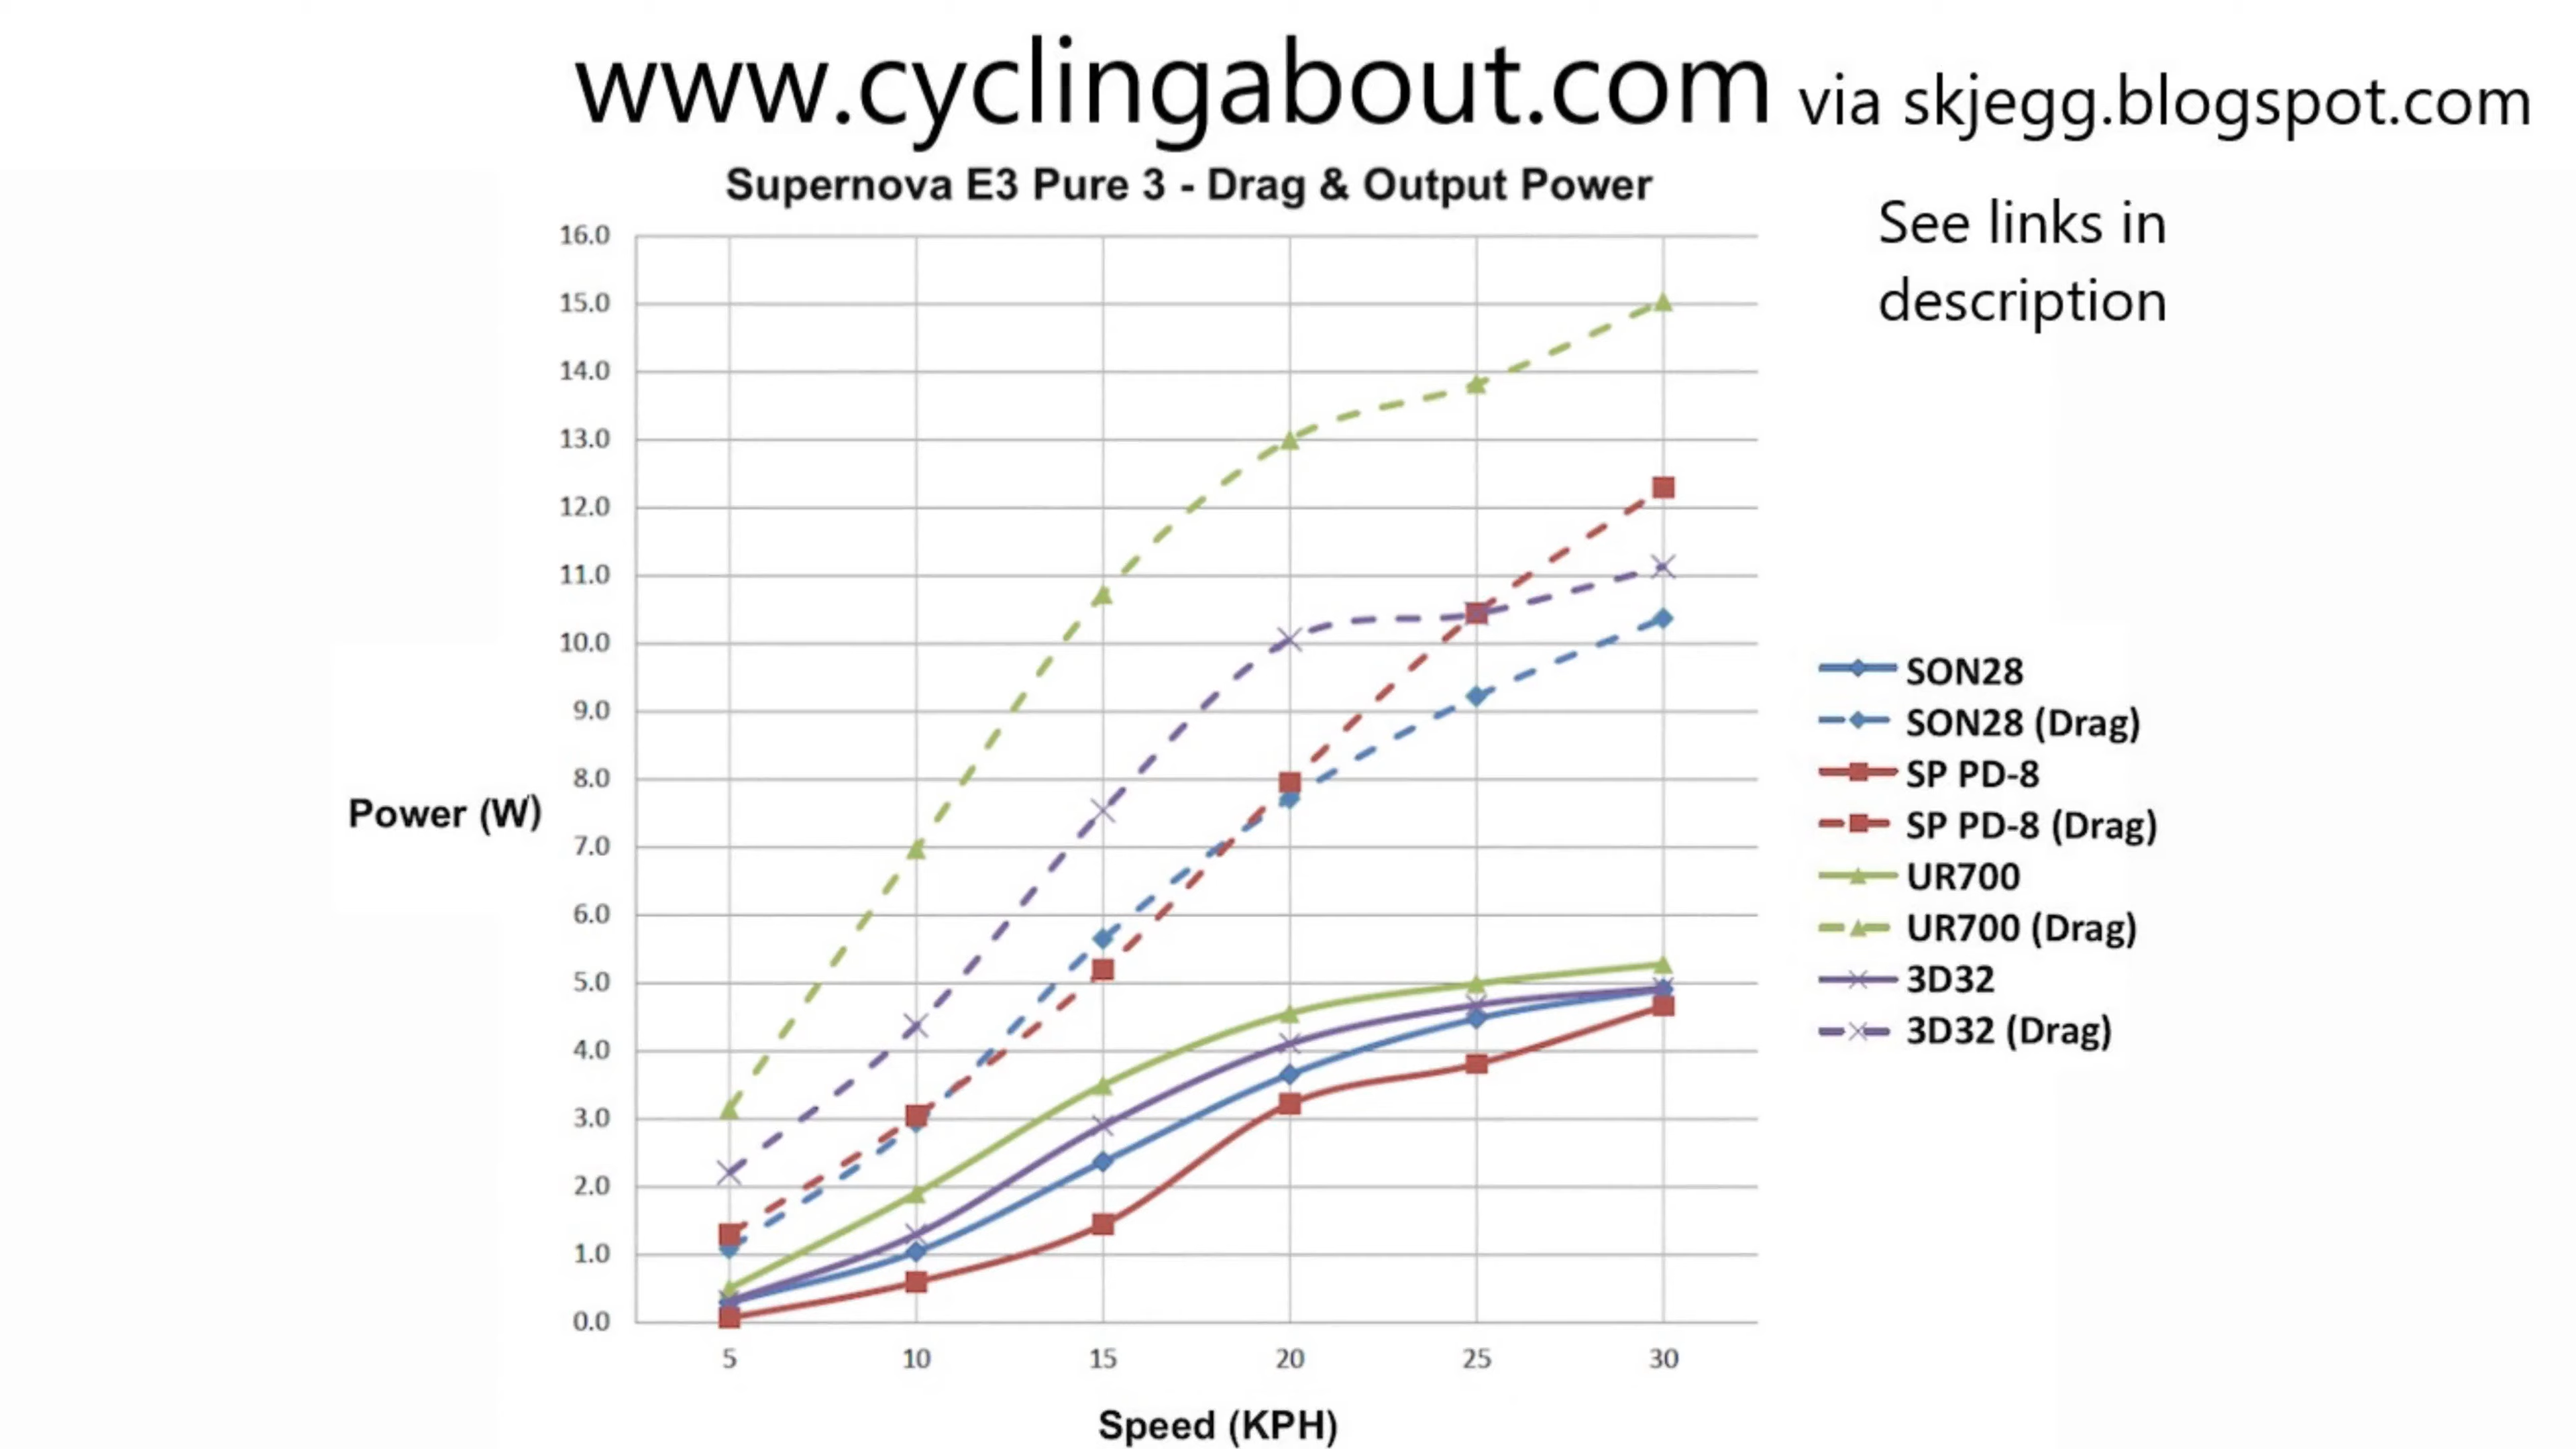 www.cyclingabout.com via skjegg.blogspot.com
Supernova E3 Pure 3 - Drag & Output Power
See links in
description
16.0
15.0
14.0
13.0
12.0
11.0
10.0
9.0
8.0
7.0
6.0
5.0
4.0
3.0
2.0
1.0
0.0
Power (W)
5 10 15 20 25 30
Speed (KPH)
SON28
SON28 (Drag)
SP PD-8
SP PD-8 (Drag)
UR700
UR700 (Drag)
3D32
3D32 (Drag)